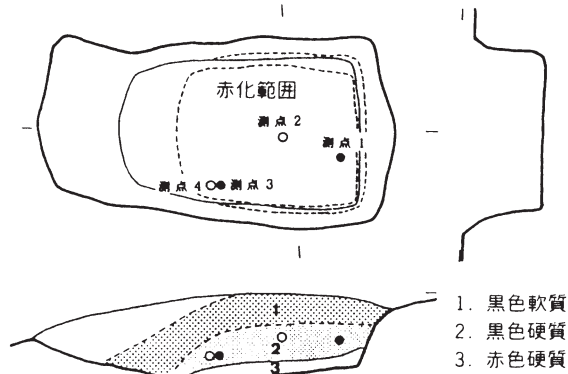 赤化範囲
測点 2
測点 1
測点 4
測点 3
1
2
3
1. 黒色軟質
2. 黒色硬質
3. 赤色硬質